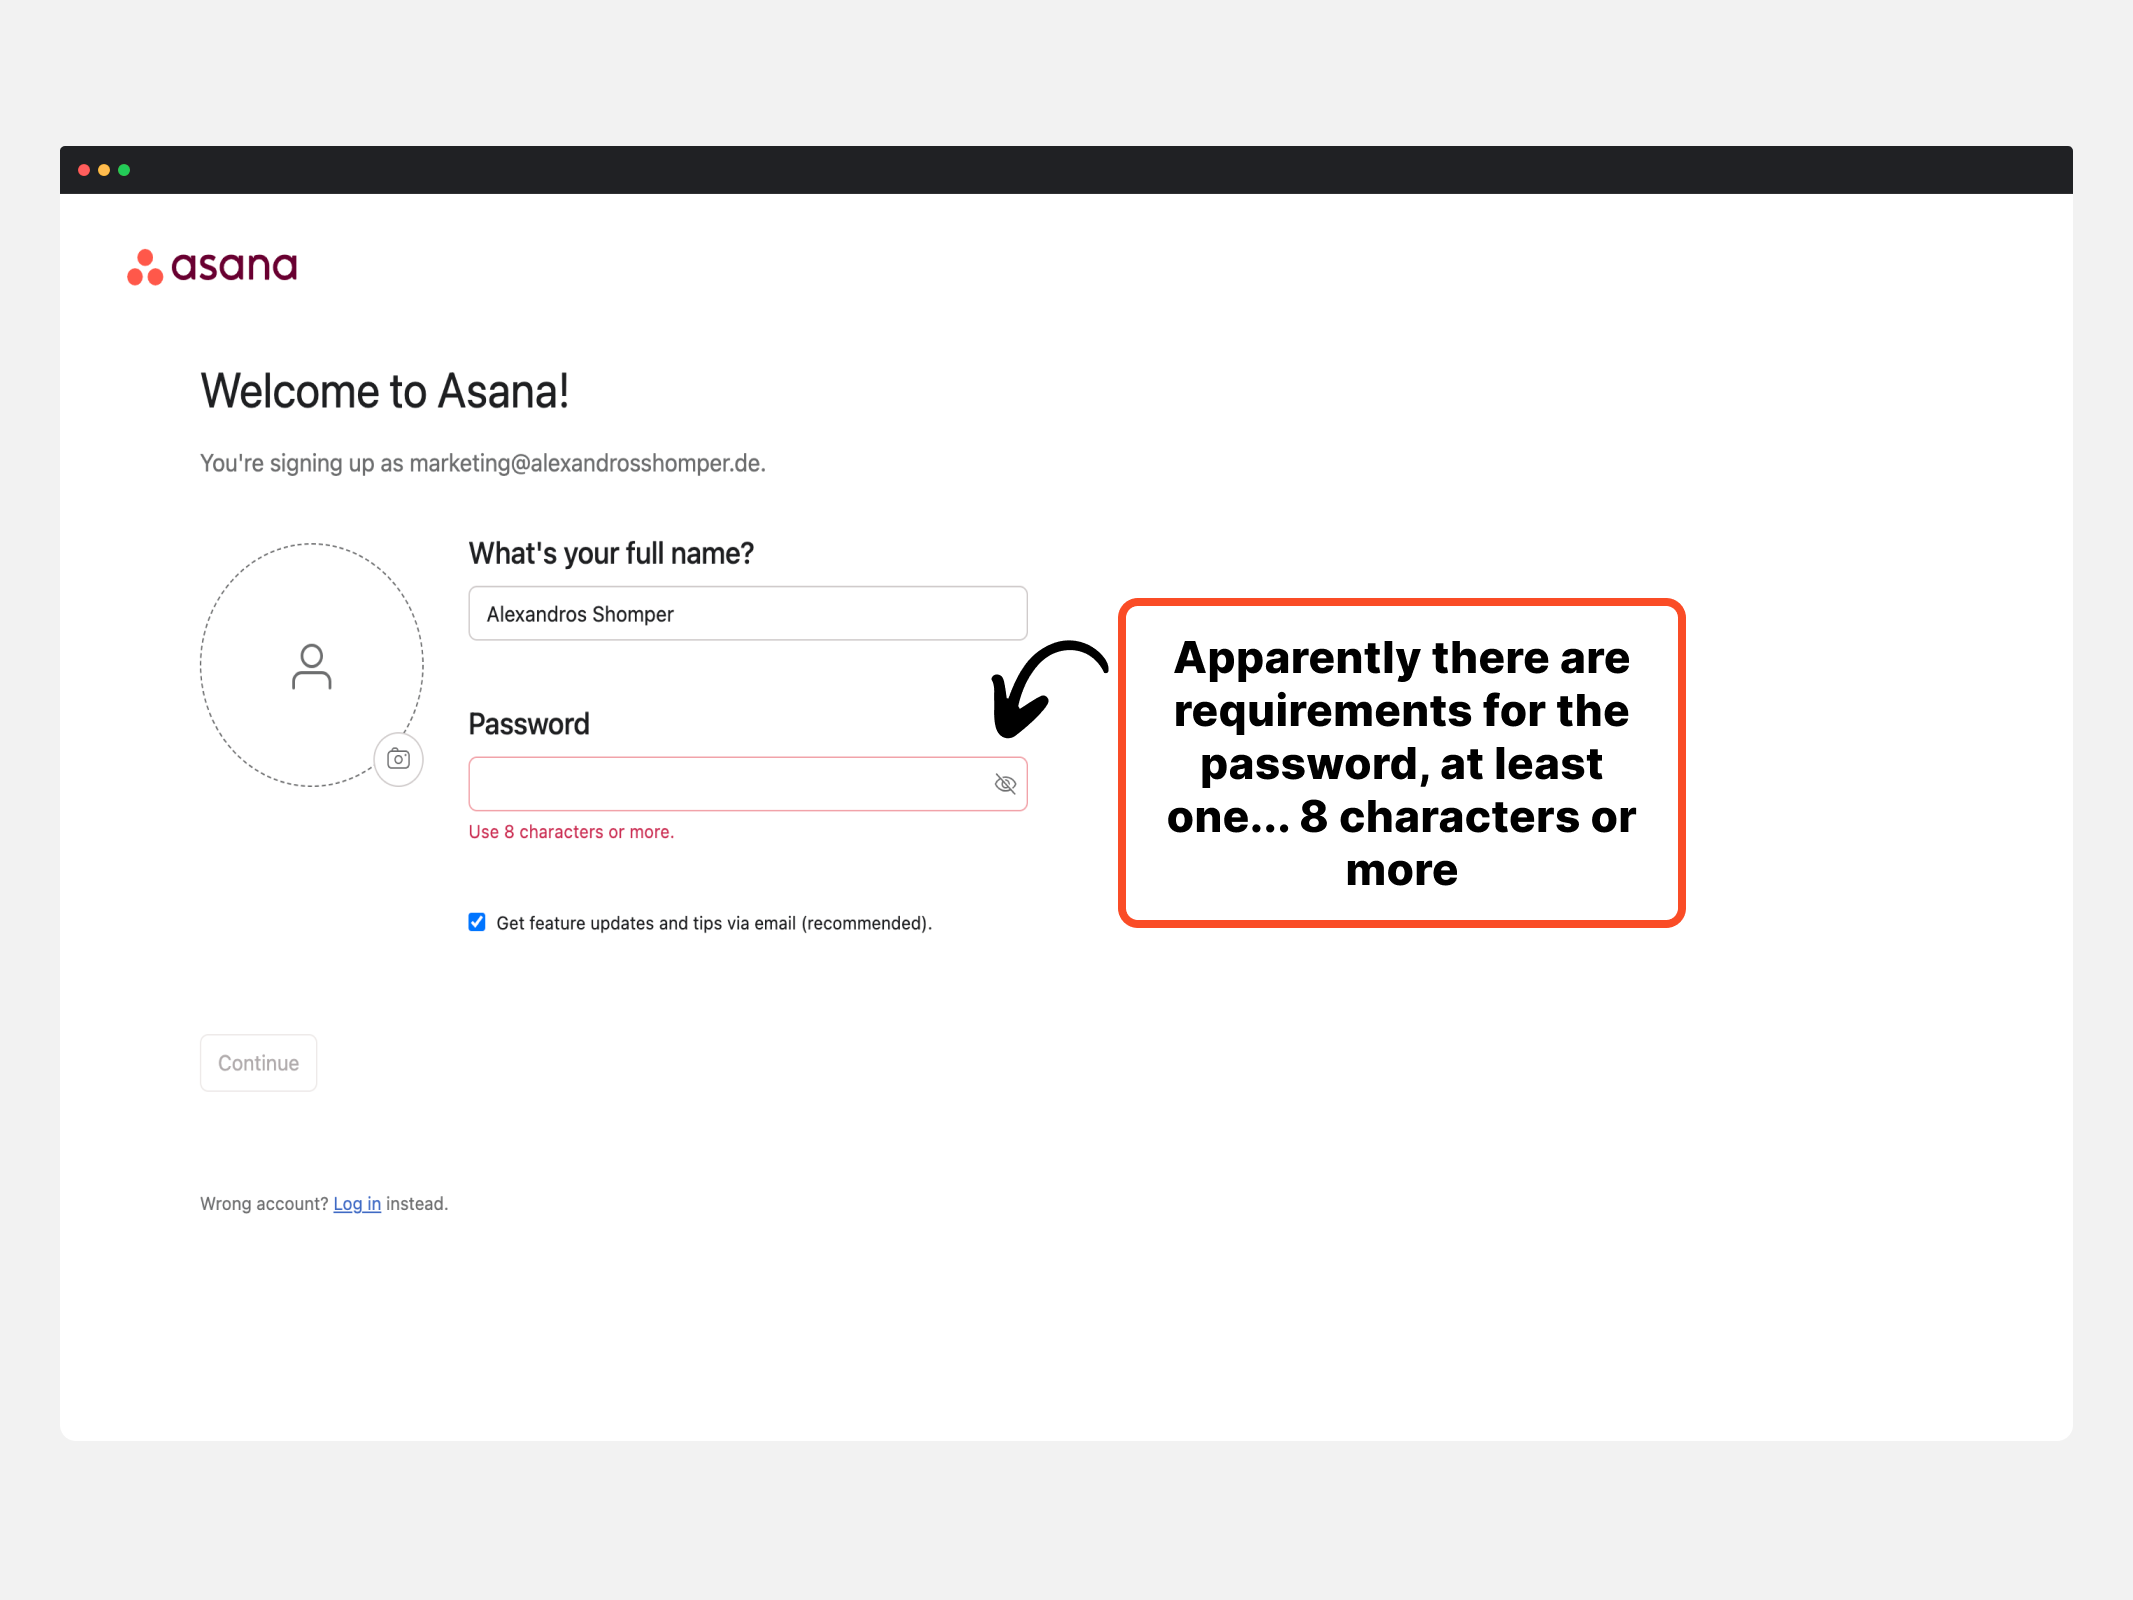 asana
Welcome to Asana!
You're signing up as marketing@alexandrosshomper.de.
What's your full name?
Alexandros Shomper
Password
Use 8 characters or more.
Get feature updates and tips via email (recommended).
Continue
Wrong account? Log in instead.
Apparently there are
requirements for the
password, at least
one... 8 characters or
more